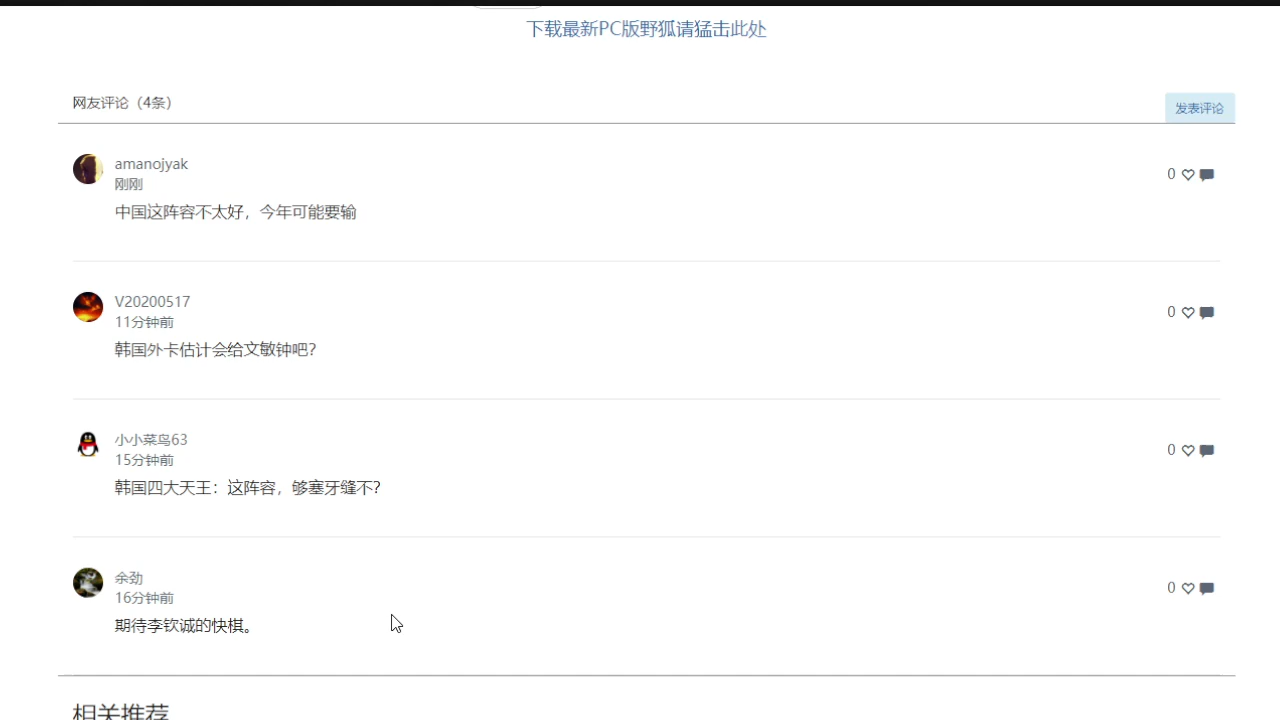 下载最新PC版野狐请猛击此处
网友评论（4条）
发表评论
amanojyak
刚刚
0
中国这阵容不太好，今年可能要输
V20200517
11分钟前
0
韩国外卡估计会给文敏钟吧？
小小菜鸟63
15分钟前
0
韩国四大天王：这阵容，够塞牙缝不？
余劲
16分钟前
0
期待李钦诚的快棋。
相关推荐